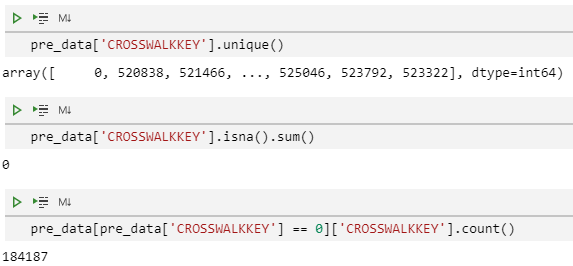 M↓
pre_data['CROSSWALKKEY'].unique()
array([     0, 520838, 521466, ..., 525046, 523792, 523322], dtype=int64)
M↓
pre_data['CROSSWALKKEY'].isna().sum()
0
M↓
pre_data[pre_data['CROSSWALKKEY'] == 0]['CROSSWALKKEY'].count()
184187